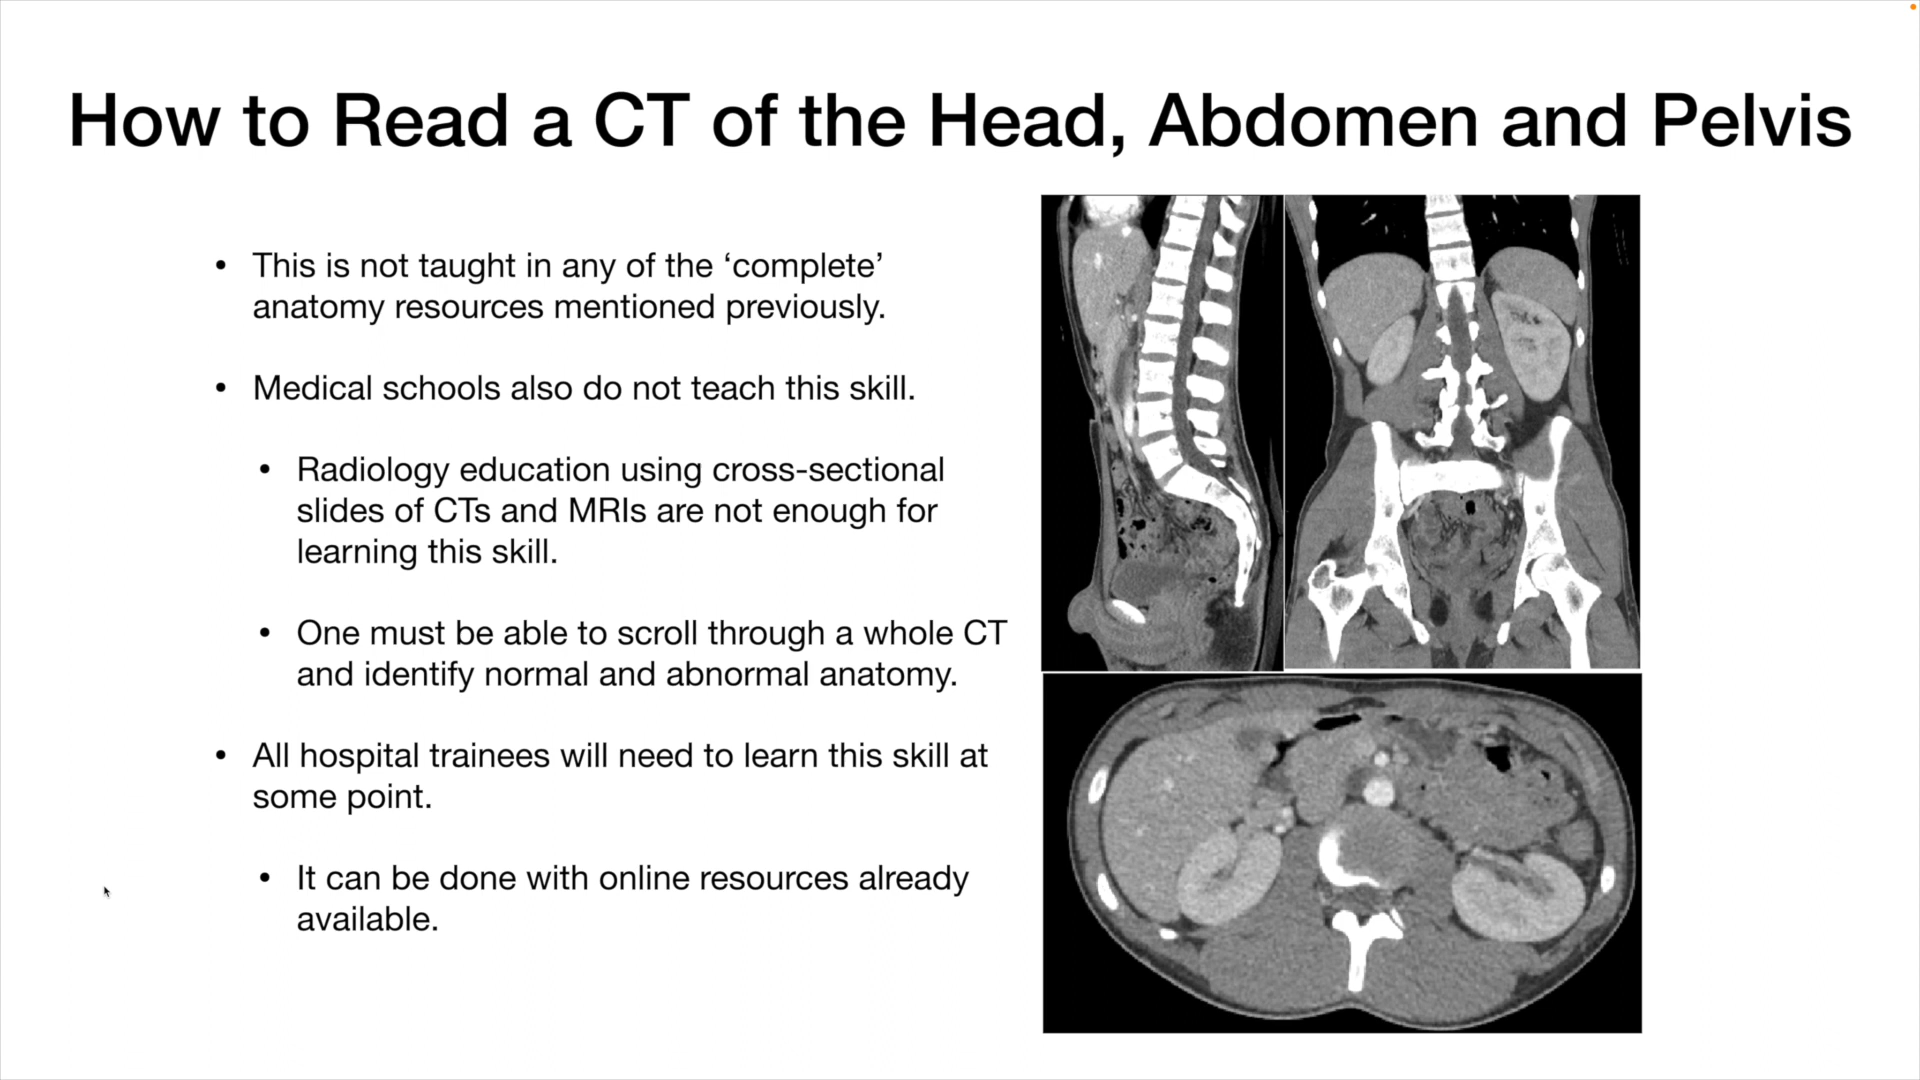 How to Read a CT of the Head, Abdomen and Pelvis
• This is not taught in any of the ‘complete’
anatomy resources mentioned previously.
• Medical schools also do not teach this skill.
• Radiology education using cross-sectional
slides of CTs and MRIs are not enough for
learning this skill.
• One must be able to scroll through a whole CT
and identify normal and abnormal anatomy.
• All hospital trainees will need to learn this skill at
some point.
• It can be done with online resources already
available.